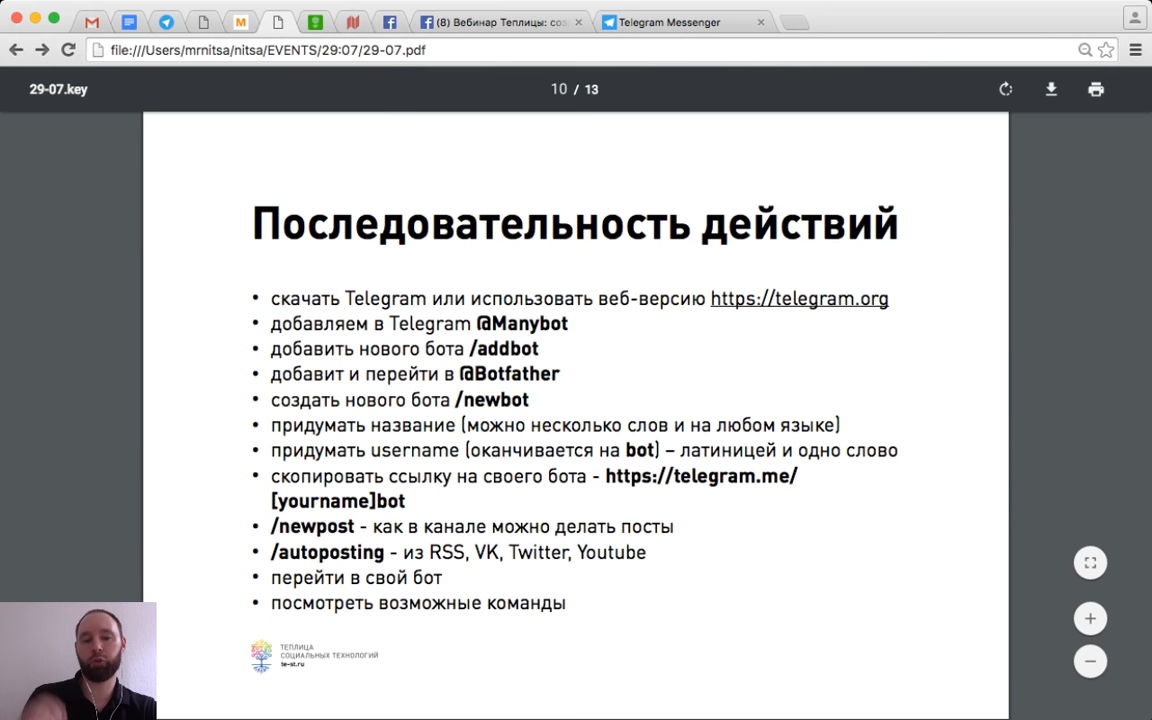 (8) Вебинар Теплицы: соз
Telegram Messenger
file:///Users/mrnitsa/nitsa/EVENTS/29:07/29-07.pdf
29-07.key
10 / 13
Последовательность действий
• скачать Telegram или использовать веб-версию https://telegram.org
• добавляем в Telegram @Manybot
• добавить нового бота /addbot
• добавит и перейти в @Botfather
• создать нового бота /newbot
• придумать название (можно несколько слов и на любом языке)
• придумать username (оканчивается на bot) – латиницей и одно слово
• скопировать ссылку на своего бота - https://telegram.me/
[yourname]bot
• /newpost - как в канале можно делать посты
• /autoposting - из RSS, VK, Twitter, Youtube
• перейти в свой бот
• посмотреть возможные команды
ТЕПЛИЦА
СОЦИАЛЬНЫХ ТЕХНОЛОГИЙ
te-st.ru